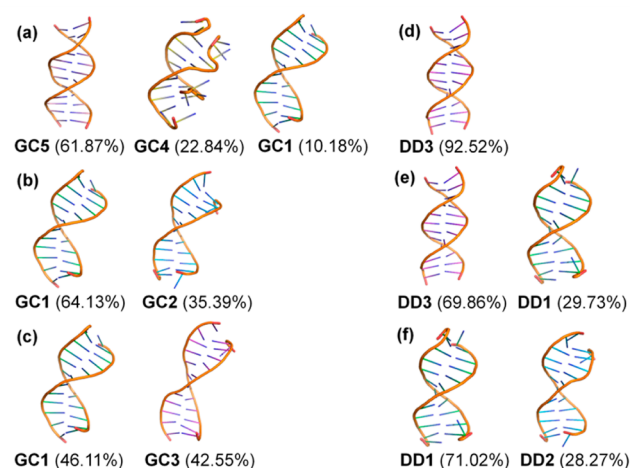 (a)
GC5 (61.87%) GC4 (22.84%) GC1 (10.18%)
(b)
GC1 (64.13%) GC2 (35.39%)
(c)
GC1 (46.11%) GC3 (42.55%)
(d)
DD3 (92.52%)
(e)
DD3 (69.86%) DD1 (29.73%)
(f)
DD1 (71.02%) DD2 (28.27%)